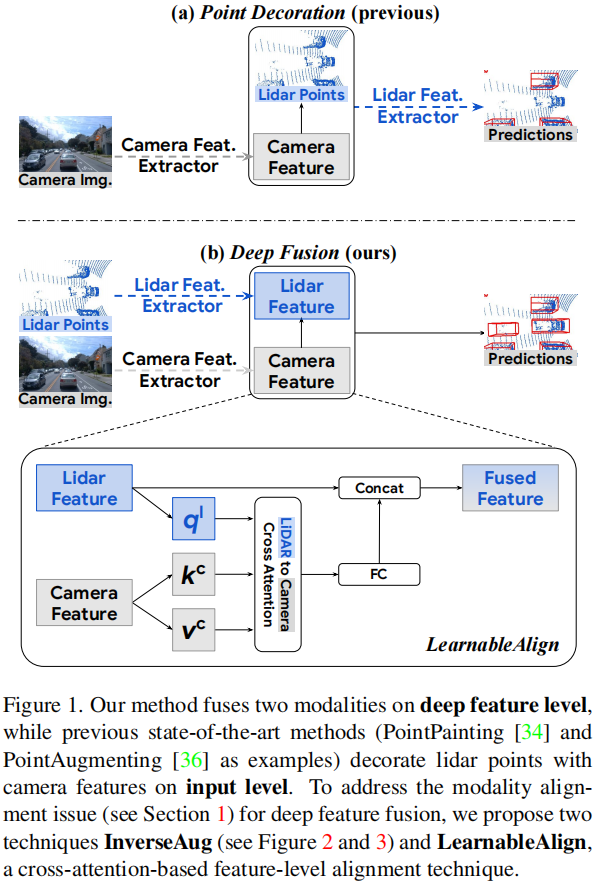 (a) Point Decoration (previous)
Lidar Points
Lidar Feat.
Extractor
Predictions
Camera Img.
Camera Feat.
Extractor
Camera
Feature
(b) Deep Fusion (ours)
Lidar Points
Lidar Feat.
Extractor
Lidar
Feature
Camera Img.
Camera Feat.
Extractor
Camera
Feature
Predictions
Lidar
Feature
q^l
Concat
Fused
Feature
Camera
Feature
k^c
v^c
LiDAR to Camera
Cross Attention
FC
LearnableAlign
Figure 1. Our method fuses two modalities on deep feature level,
while previous state-of-the-art methods (PointPainting [34] and
PointAugmenting [36] as examples) decorate lidar points with
camera features on input level. To address the modality align-
ment issue (see Section 1) for deep feature fusion, we propose two
techniques InverseAug (see Figure 2 and 3) and LearnableAlign,
a cross-attention-based feature-level alignment technique.